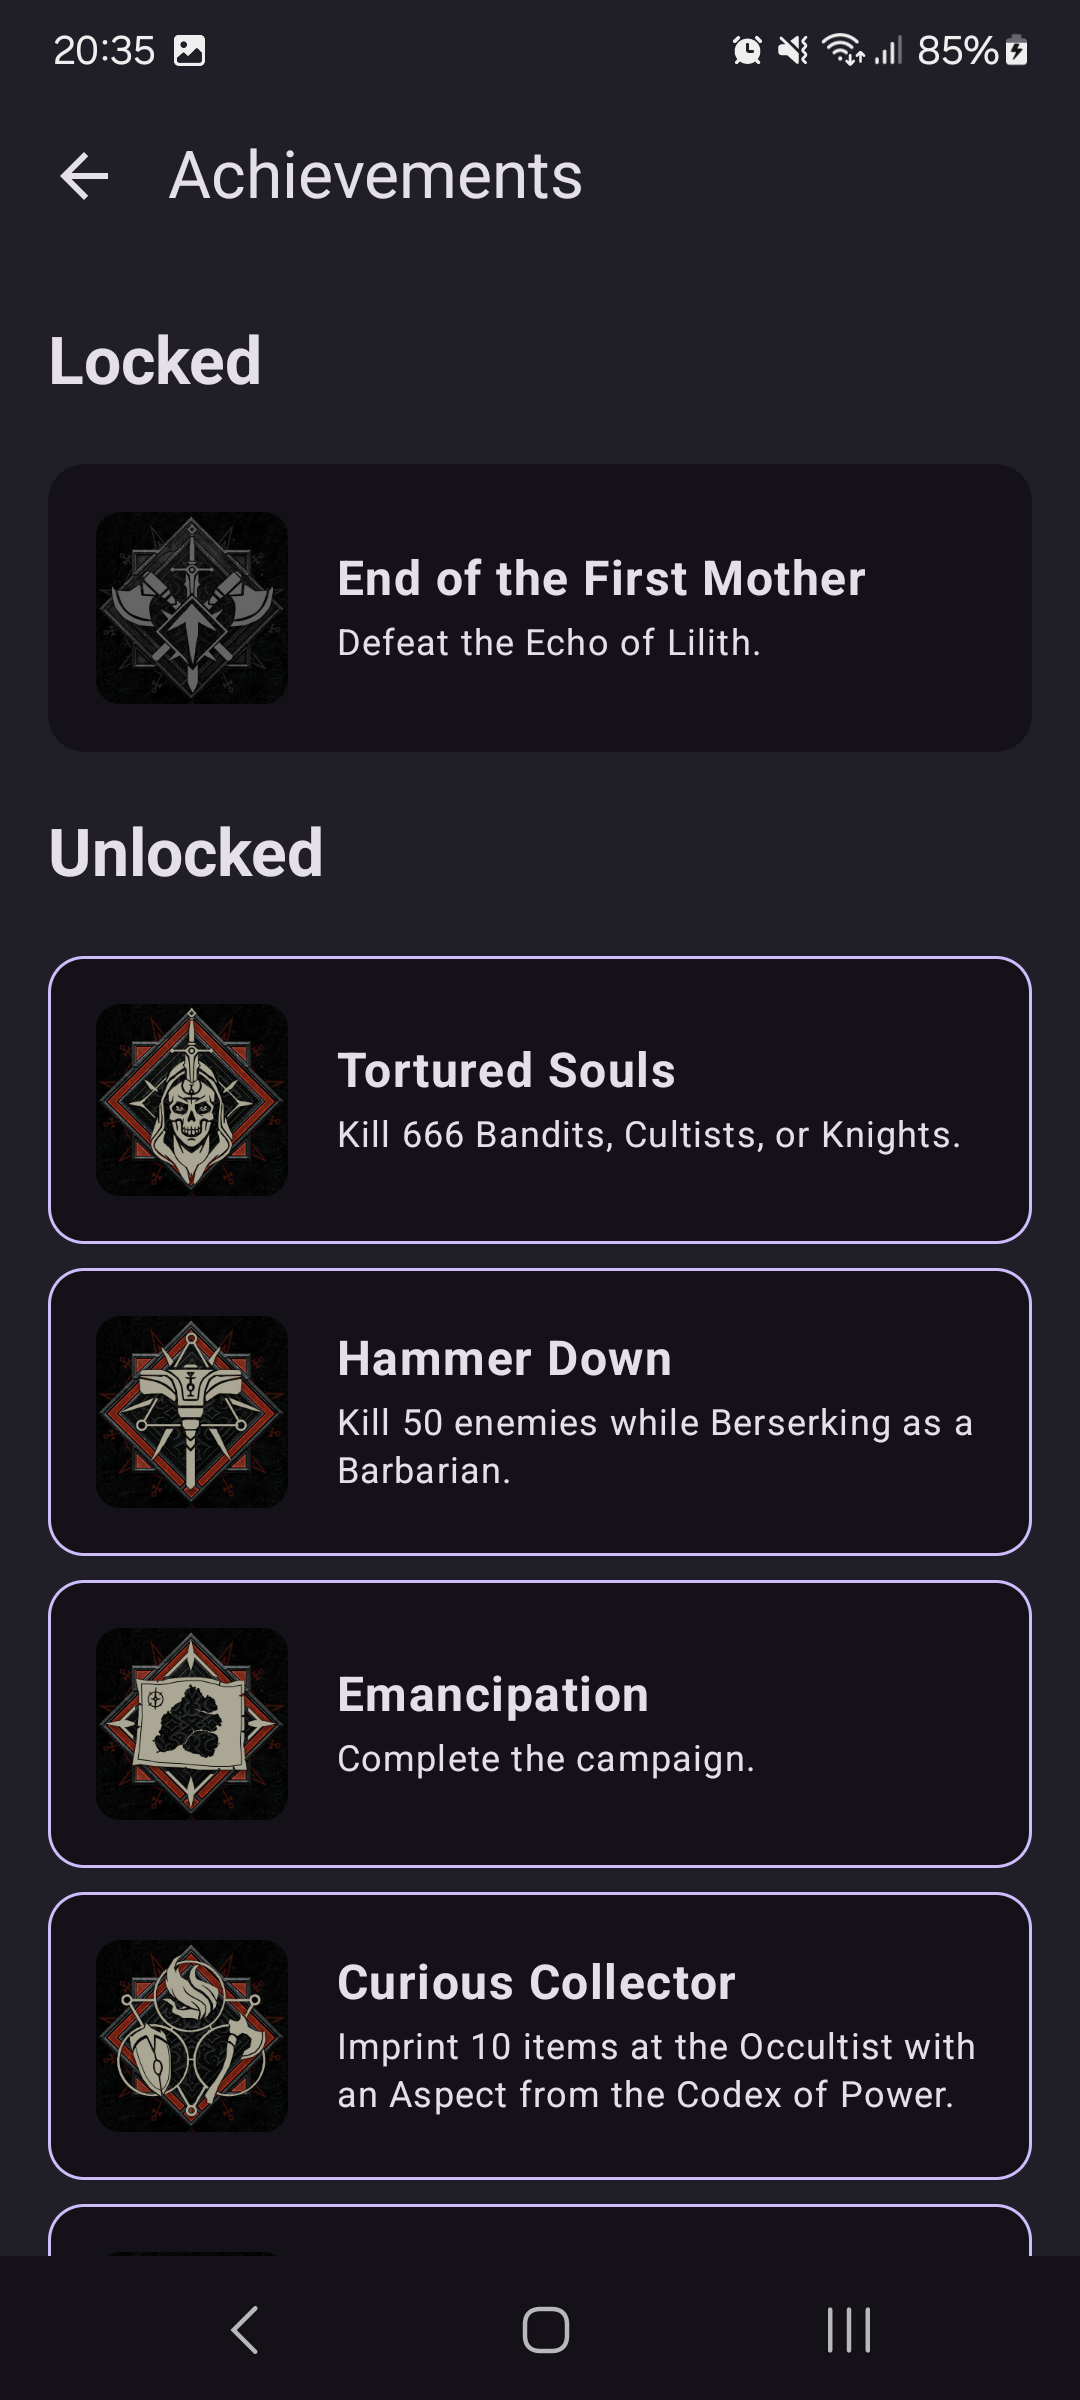 20:35
85%
Achievements
Locked
End of the First Mother
Defeat the Echo of Lilith.
Unlocked
Tortured Souls
Kill 666 Bandits, Cultists, or Knights.
Hammer Down
Kill 50 enemies while Berserking as a
Barbarian.
Emancipation
Complete the campaign.
Curious Collector
Imprint 10 items at the Occultist with
an Aspect from the Codex of Power.